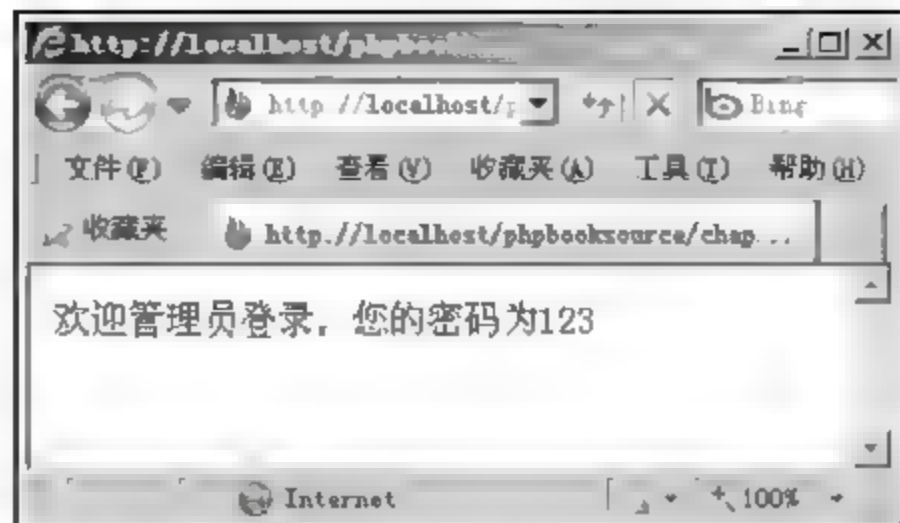 http://localhost/phpbook
http //localhost/p
Bing
文件(F) 编辑(E) 查看(V) 收藏夹(A) 工具(T) 帮助(H)
收藏夹 http://localhost/phpbooksource/chap...
欢迎管理员登录，您的密码为123
Internet 100%